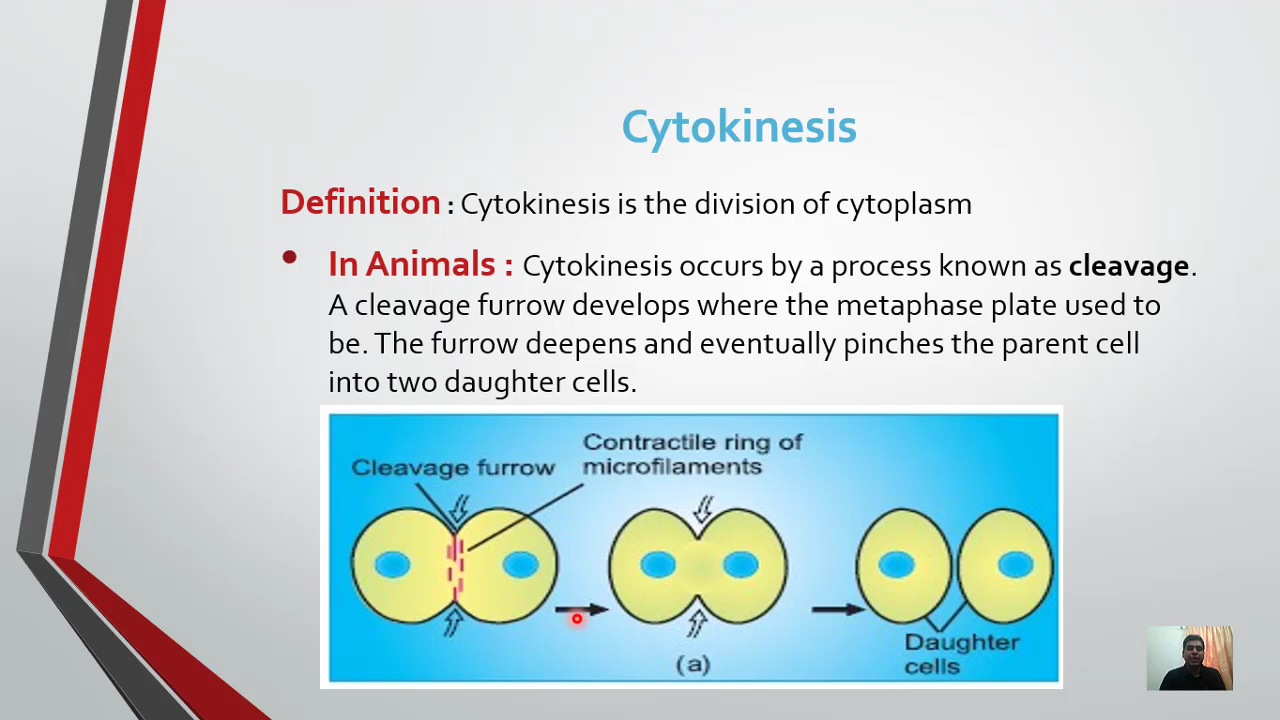 Cytokinesis
Definition : Cytokinesis is the division of cytoplasm
• In Animals : Cytokinesis occurs by a process known as cleavage.
A cleavage furrow develops where the metaphase plate used to
be. The furrow deepens and eventually pinches the parent cell
into two daughter cells.
Cleavage furrow
Contractile ring of
microfilaments
Daughter
cells
(a)